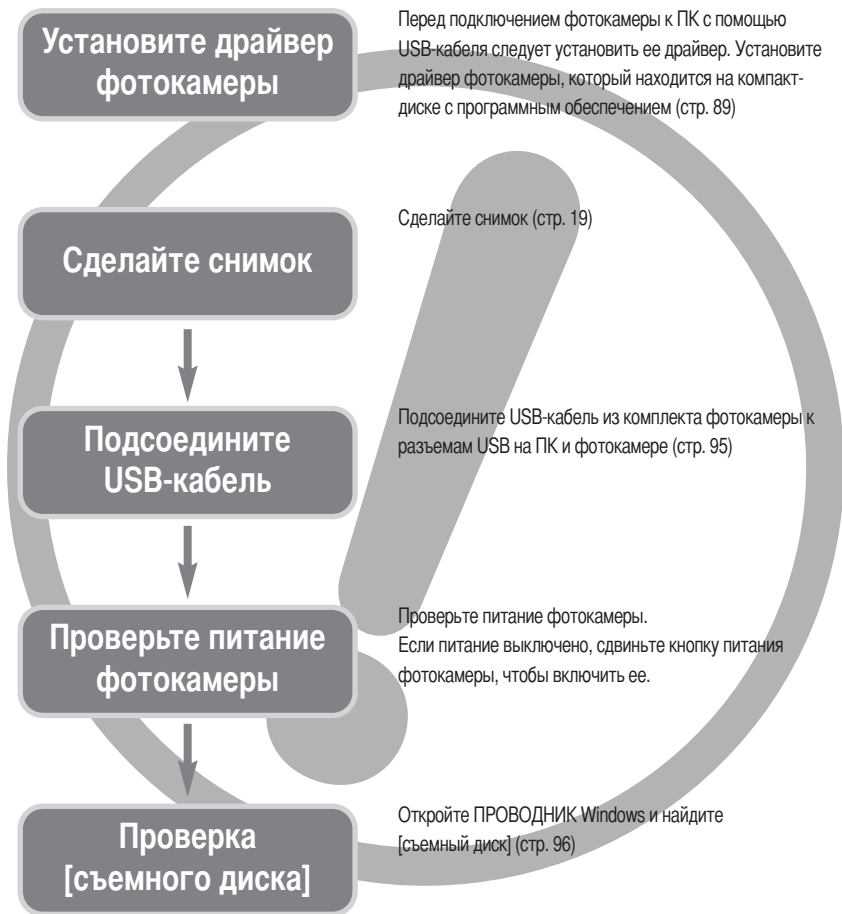 Установите драйвер
фотокамеры
Перед подключением фотокамеры к ПК с помощью
USB-кабеля следует установить ее драйвер. Установите
драйвер фотокамеры, который находится на компакт-
диске с программным обеспечением (стр. 89)
Сделайте снимок
Сделайте снимок (стр. 19)
Подсоедините
USB-кабель
Подсоедините USB-кабель из комплекта фотокамеры к
разъемам USB на ПК и фотокамере (стр. 95)
Проверьте питание
фотокамеры
Проверьте питание фотокамеры.
Если питание выключено, сдвиньте кнопку питания
фотокамеры, чтобы включить ее.
Проверка
[съемного диска]
Откройте ПРОВОДНИК Windows и найдите
[съемный диск] (стр. 96)